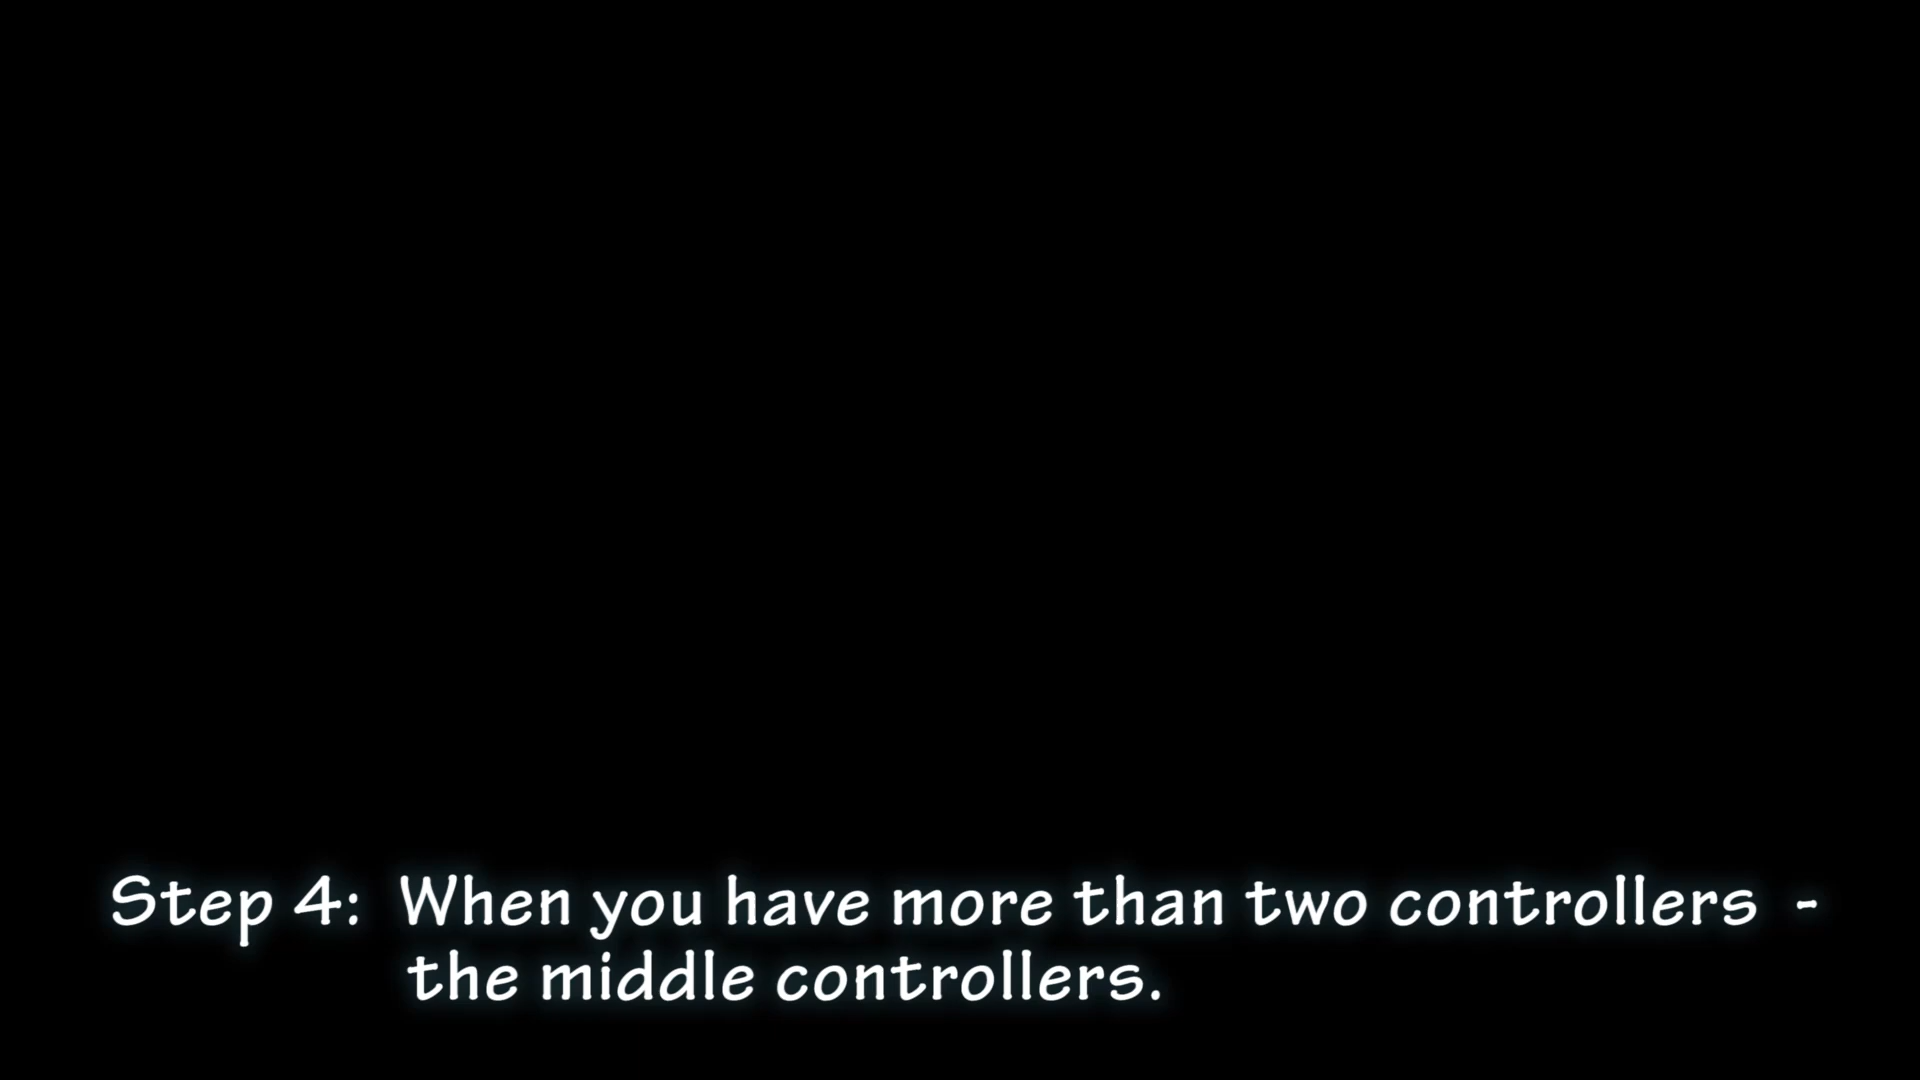 Step 4: When you have more than two controllers -
the middle controllers.